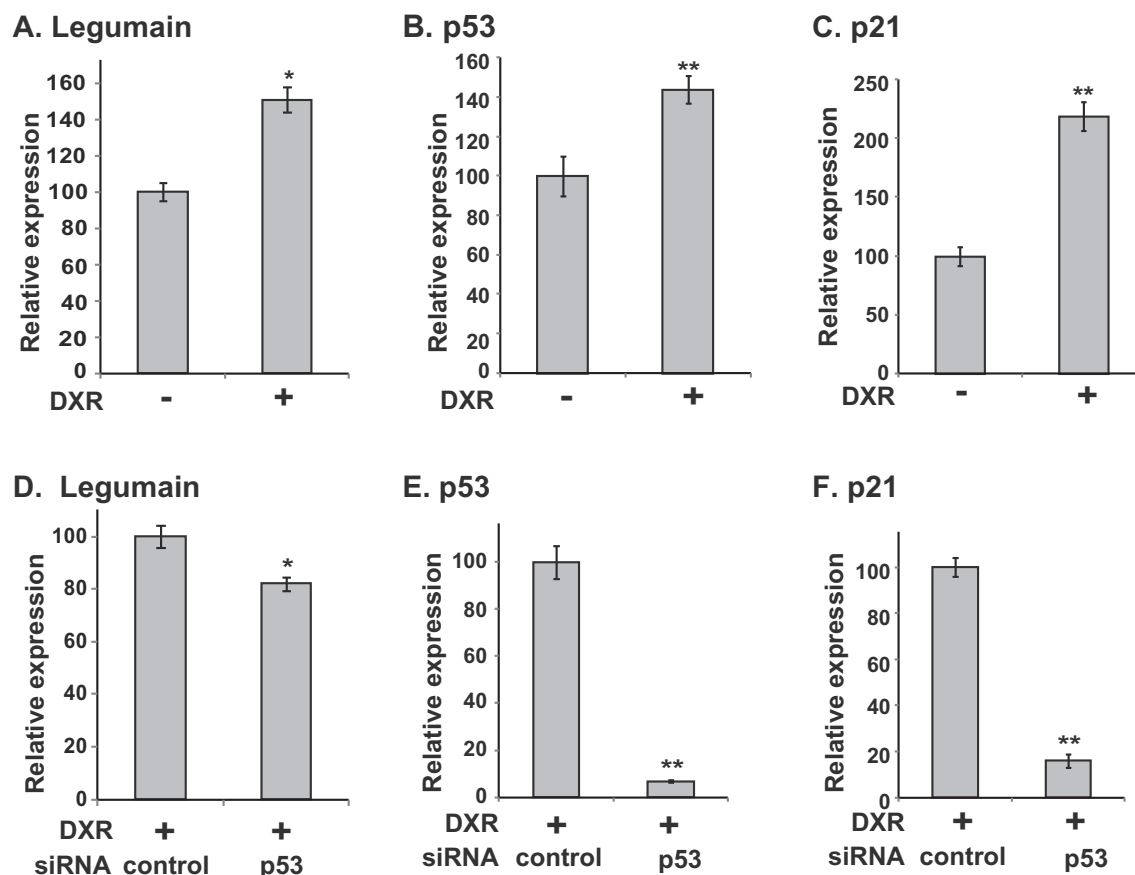 A. Legumain
Relative expression
160
140
120
100
80
60
40
20
0
*
DXR - +
B. p53
Relative expression
160
140
120
100
80
60
40
20
0
**
DXR - +
C. p21
Relative expression
250
200
150
100
50
0
**
DXR - +
D. Legumain
Relative expression
100
80
60
40
20
0
*
DXR + +
siRNA control p53
E. p53
Relative expression
100
80
60
40
20
0
**
DXR + +
siRNA control p53
F. p21
Relative expression
100
80
60
40
20
0
**
DXR + +
siRNA control p53